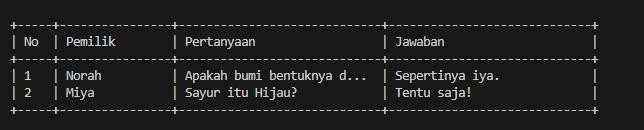 No Pemilik Pertanyaan Jawaban
1 Norah Apakah bumi bentuknya d... Sepertinya iya.
2 Miya Sayur itu Hijau? Tentu saja!